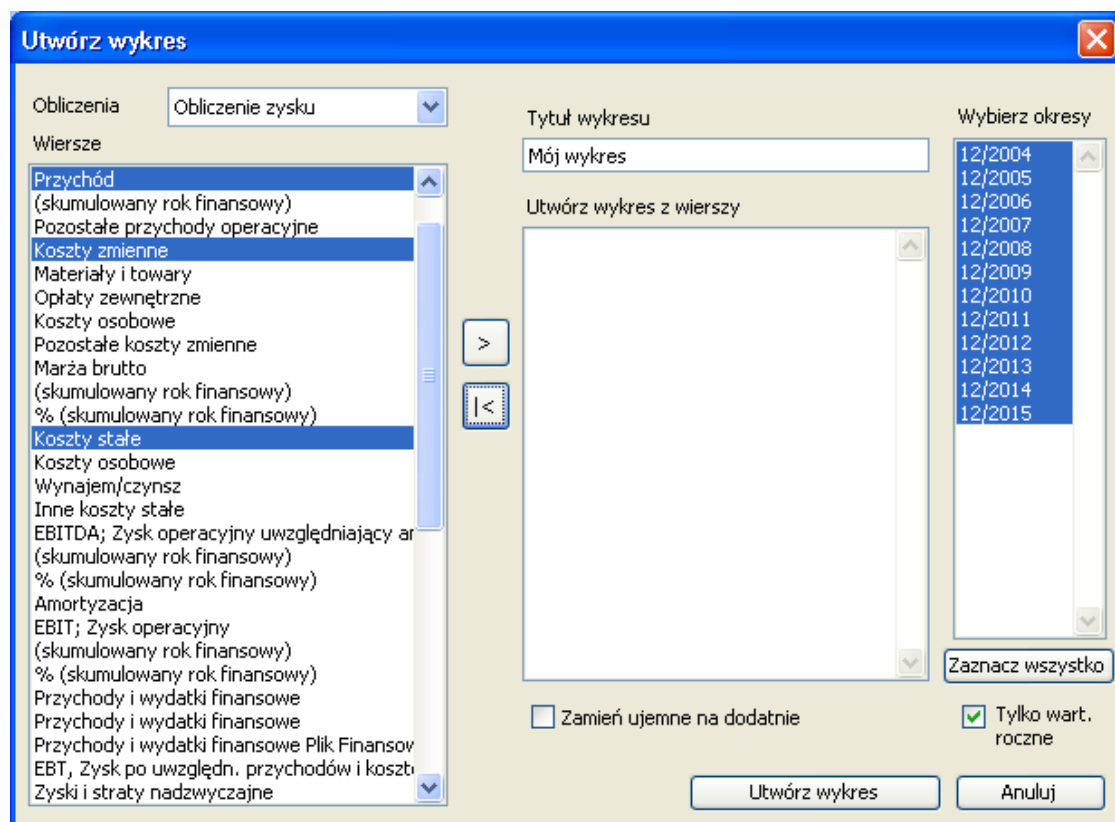 Utwórz wykres
Obliczenia
Obliczenie zysku
Wiersze
Przychód
(skumulowany rok finansowy)
Pozostałe przychody operacyjne
Koszty zmienne
Materiały i towary
Opłaty zewnętrzne
Koszty osobowe
Pozostałe koszty zmienne
Marża brutto
(skumulowany rok finansowy)
% (skumulowany rok finansowy)
Koszty stałe
Koszty osobowe
Wynajem/czynsz
Inne koszty stałe
EBITDA; Zysk operacyjny uwzględniający ar
(skumulowany rok finansowy)
% (skumulowany rok finansowy)
Amortyzacja
EBIT; Zysk operacyjny
(skumulowany rok finansowy)
% (skumulowany rok finansowy)
Przychody i wydatki finansowe
Przychody i wydatki finansowe
Przychody i wydatki finansowe Plik Finansow
EBT, Zysk po uwzględn. przychodów i koszto
Zyski i straty nadzwyczajne
>
|<
Tytuł wykresu
Mój wykres
Utwórz wykres z wierszy
Zamień ujemne na dodatnie
Wybierz okresy
12/2004
12/2005
12/2006
12/2007
12/2008
12/2009
12/2010
12/2011
12/2012
12/2013
12/2014
12/2015
Zaznacz wszystko
Tylko wart.
roczne
Utwórz wykres
Anuluj